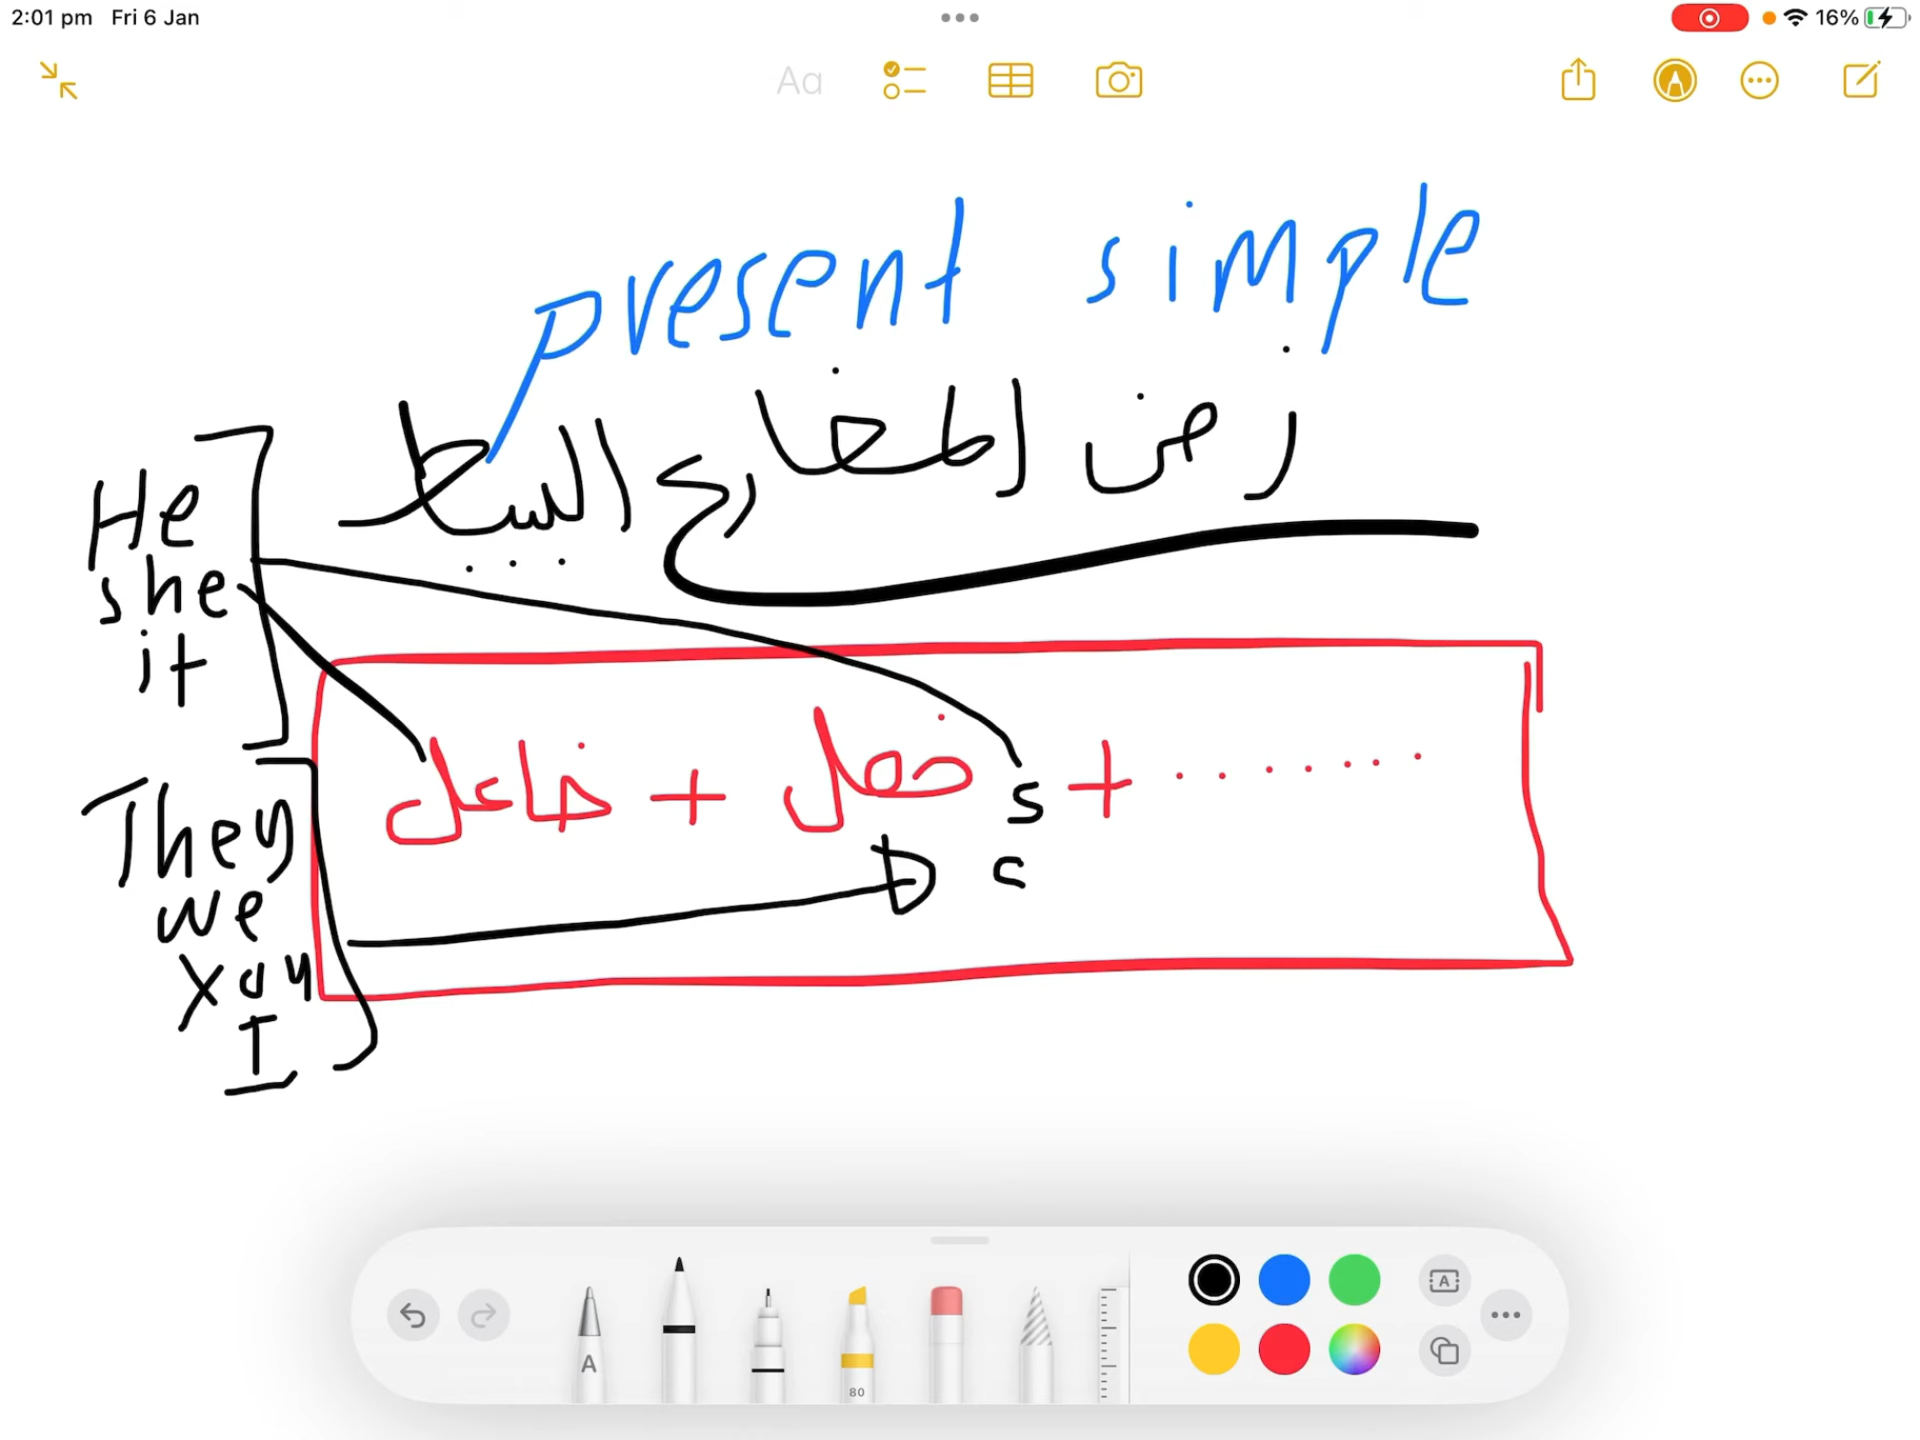 2:01 pm Fri 6 Jan
16%
Aa
present simple
زمن المضارع البسيط
He
she
it
فاعل + فعل s + ........
They
we
You
I
A
80
A